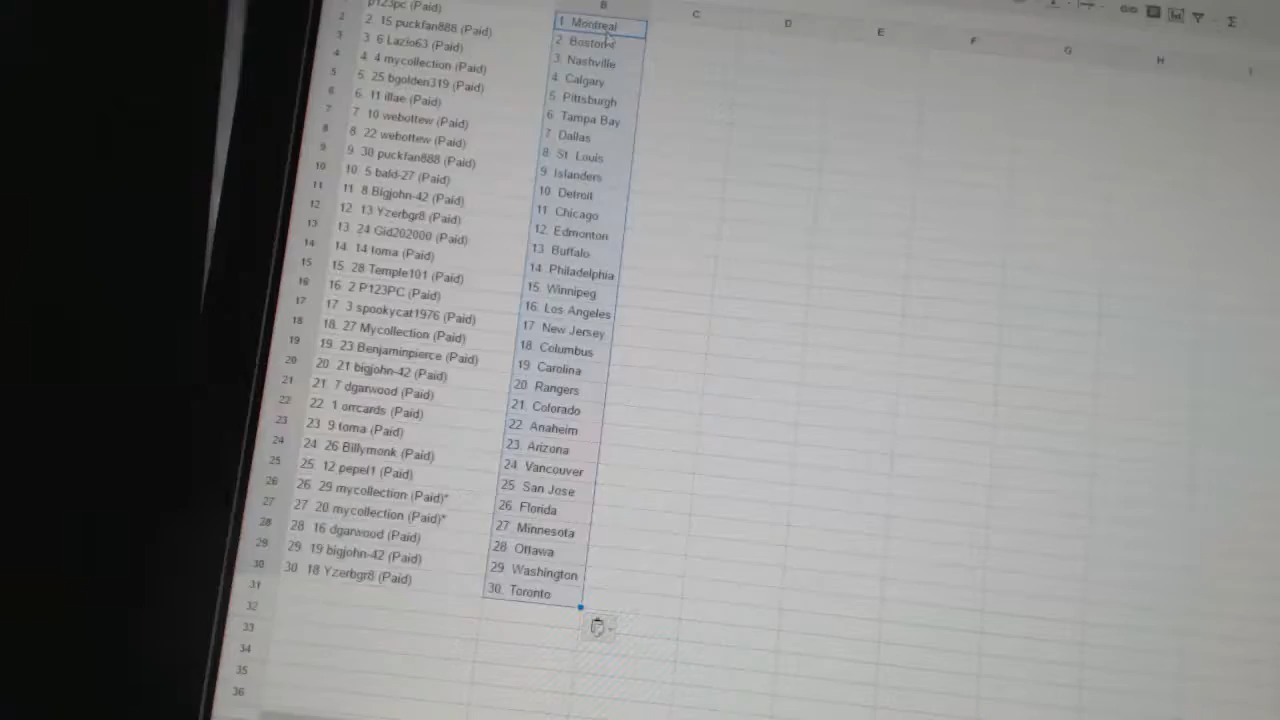 B C D E F G H I
p123pc (Paid) 1 Montreal
2 2. 15 puckfan888 (Paid) 2 Boston
3 3. 6 Lazio63 (Paid) 3. Nashville
4 4. 4 mycollection (Paid) 4 Calgary
5 5. 25 bgolden319 (Paid) 5 Pittsburgh
6 6. 11 illae (Paid) 6. Tampa Bay
7 7. 10 webottew (Paid) 7 Dallas
8 8 22 webottew (Paid) 8. St Louis
9 9. 30 puckfan888 (Paid) 9. Islanders
10 10. 5 bald-27 (Paid) 10 Detroit
11 11. 8 Bigjohn-42 (Paid) 11 Chicago
12 12. 13 Yzerbgr8 (Paid) 12. Edmonton
13 13. 24 Gid202000 (Paid) 13 Buffalo
14 14. 14 toma (Paid) 14. Philadelphia
15 15. 28 Temple101 (Paid) 15. Winnipeg
16 16. 2 P123PC (Paid) 16. Los Angeles
17 17. 3 spookycat1976 (Paid) 17 New Jersey
18 18. 27 Mycollection (Paid) 18. Columbus
19 19. 23 Benjaminpierce (Paid) 19 Carolina
20 20. 21 bigjohn-42 (Paid) 20. Rangers
21 21. 7 dgarwood (Paid) 21. Colorado
22 22. 1 orrcards (Paid) 22. Anaheim
23 23. 9 toma (Paid) 23. Arizona
24 24. 26 Billymonk (Paid) 24. Vancouver
25 25. 12 pepel1 (Paid) 25 San Jose
26 26. 29 mycollection (Paid)* 26. Florida
27 27. 20 mycollection (Paid)* 27. Minnesota
28 28. 16 dgarwood (Paid) 28. Ottawa
29 29. 19 bigjohn-42 (Paid) 29. Washington
30 30. 18 Yzerbgr8 (Paid) 30. Toronto
31
32
33
34
35
36